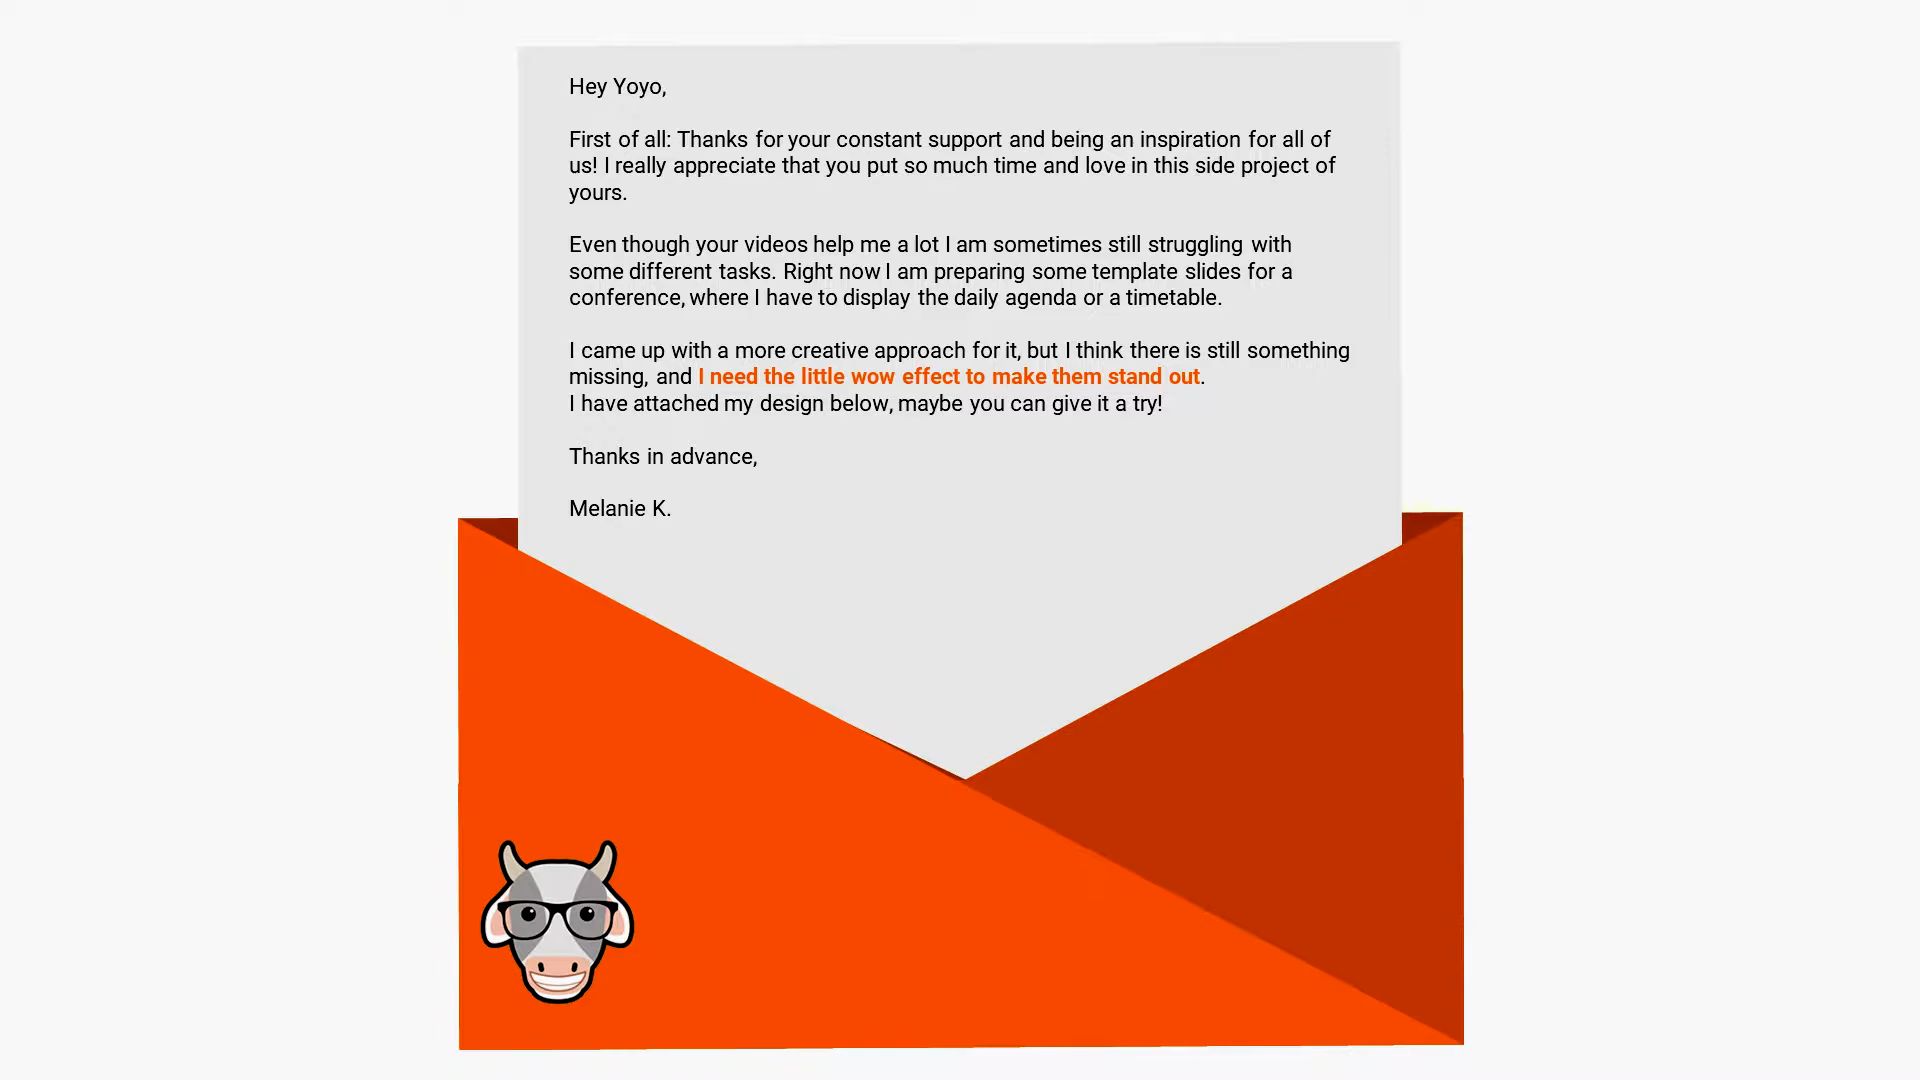 Hey Yoyo,
First of all: Thanks for your constant support and being an inspiration for all of
us! I really appreciate that you put so much time and love in this side project of
yours.
Even though your videos help me a lot I am sometimes still struggling with
some different tasks. Right now I am preparing some template slides for a
conference, where I have to display the daily agenda or a timetable.
I came up with a more creative approach for it, but I think there is still something
missing, and I need the little wow effect to make them stand out.
I have attached my design below, maybe you can give it a try!
Thanks in advance,
Melanie K.